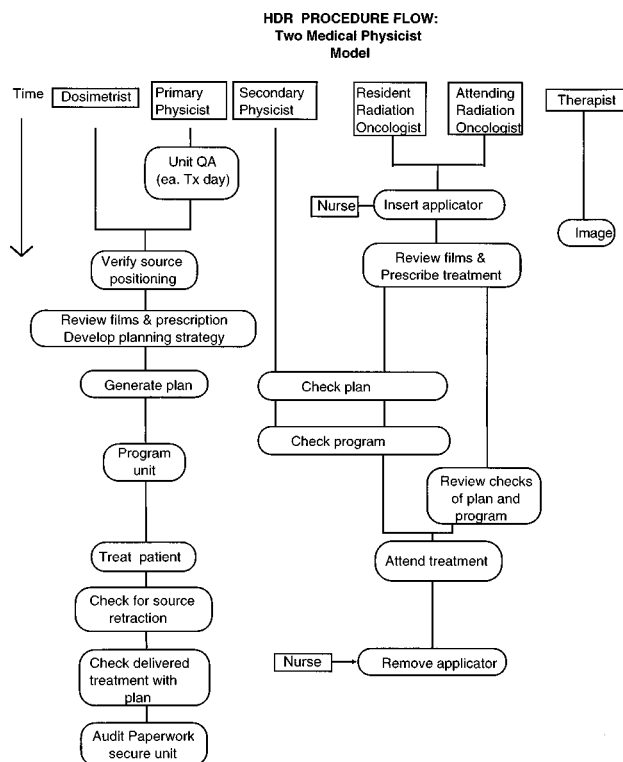 HDR PROCEDURE FLOW:
Two Medical Physicist
Model
Time
Dosimetrist
Primary
Physicist
Secondary
Physicist
Resident
Radiation
Oncologist
Attending
Radiation
Oncologist
Therapist
Unit QA
(ea. Tx day)
Nurse
Insert applicator
Image
Verify source
positioning
Review films &
Prescribe treatment
Review films & prescription
Develop planning strategy
Generate plan
Check plan
Check program
Program
unit
Review checks
of plan and
program
Treat patient
Attend treatment
Check for source
retraction
Nurse
Remove applicator
Check delivered
treatment with
plan
Audit Paperwork
secure unit